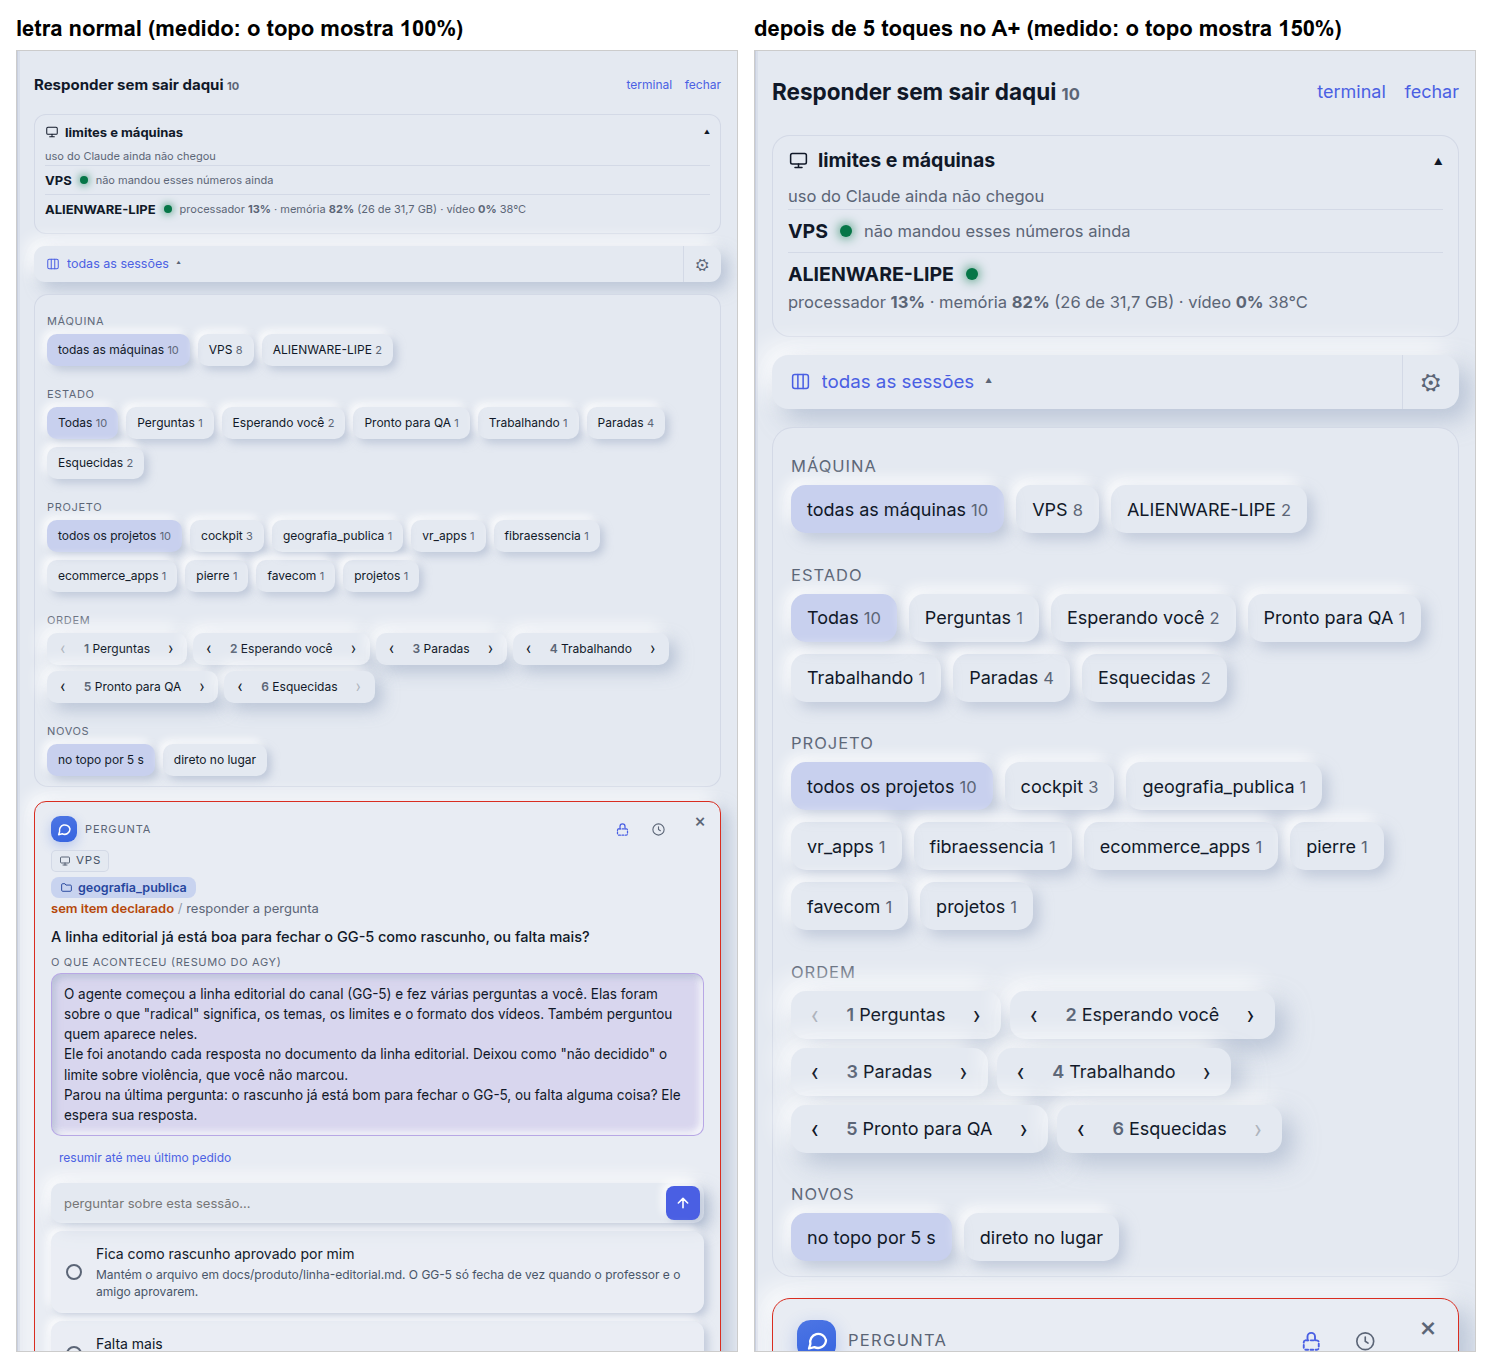 letra normal (medido: o topo mostra 100%)
Responder sem sair daqui 10 terminal fechar
limites e máquinas ▲
uso do Claude ainda não chegou
VPS não mandou esses números ainda
ALIENWARE-LIPE processador 13% · memória 82% (26 de 31,7 GB) · vídeo 0% 38°C
todas as sessões ▲
MÁQUINA
todas as máquinas 10 VPS 8 ALIENWARE-LIPE 2
ESTADO
Todas 10 Perguntas 1 Esperando você 2 Pronto para QA 1 Trabalhando 1 Paradas 4
Esquecidas 2
PROJETO
todos os projetos 10 cockpit 3 geografia_publica 1 vr_apps 1 fibraessencia 1
ecommerce_apps 1 pierre 1 favecom 1 projetos 1
ORDEM
‹ 1 Perguntas › ‹ 2 Esperando você › ‹ 3 Paradas › ‹ 4 Trabalhando ›
‹ 5 Pronto para QA › ‹ 6 Esquecidas ›
NOVOS
no topo por 5 s direto no lugar
PERGUNTA ×
VPS
geografia_publica
sem item declarado / responder a pergunta
A linha editorial já está boa para fechar o GG-5 como rascunho, ou falta mais?
O QUE ACONTECEU (RESUMO DO AGY)
O agente começou a linha editorial do canal (GG-5) e fez várias perguntas a você. Elas foram
sobre o que "radical" significa, os temas, os limites e o formato dos vídeos. Também perguntou
quem aparece neles.
Ele foi anotando cada resposta no documento da linha editorial. Deixou como "não decidido" o
limite sobre violência, que você não marcou.
Parou na última pergunta: o rascunho já está bom para fechar o GG-5, ou falta alguma coisa? Ele
espera sua resposta.
resumir até meu último pedido
perguntar sobre esta sessão...
Fica como rascunho aprovado por mim
Mantém o arquivo em docs/produto/linha-editorial.md. O GG-5 só fecha de vez quando o professor e o
amigo aprovarem.
Falta mais
depois de 5 toques no A+ (medido: o topo mostra 150%)
Responder sem sair daqui 10 terminal fechar
limites e máquinas ▲
uso do Claude ainda não chegou
VPS não mandou esses números ainda
ALIENWARE-LIPE
processador 13% · memória 82% (26 de 31,7 GB) · vídeo 0% 38°C
todas as sessões ▲
MÁQUINA
todas as máquinas 10 VPS 8 ALIENWARE-LIPE 2
ESTADO
Todas 10 Perguntas 1 Esperando você 2 Pronto para QA 1
Trabalhando 1 Paradas 4 Esquecidas 2
PROJETO
todos os projetos 10 cockpit 3 geografia_publica 1
vr_apps 1 fibraessencia 1 ecommerce_apps 1 pierre 1
favecom 1 projetos 1
ORDEM
‹ 1 Perguntas › ‹ 2 Esperando você ›
‹ 3 Paradas › ‹ 4 Trabalhando ›
‹ 5 Pronto para QA › ‹ 6 Esquecidas ›
NOVOS
no topo por 5 s direto no lugar
PERGUNTA ×